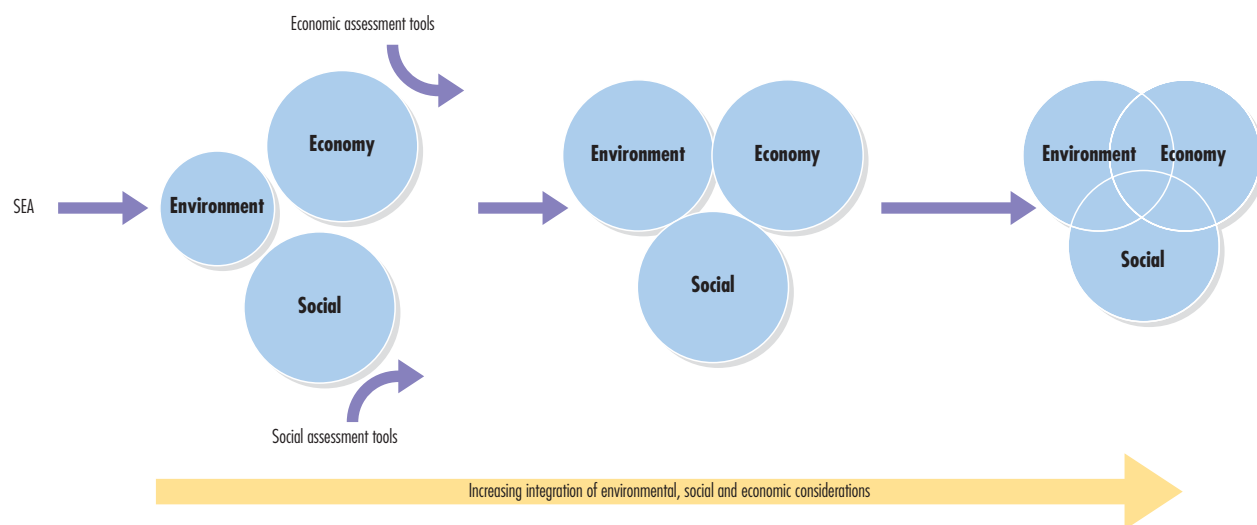 Economic assessment tools
Economy
SEA
Environment
Social
Social assessment tools
Environment
Economy
Social
Environment
Economy
Social
Increasing integration of environmental, social and economic considerations